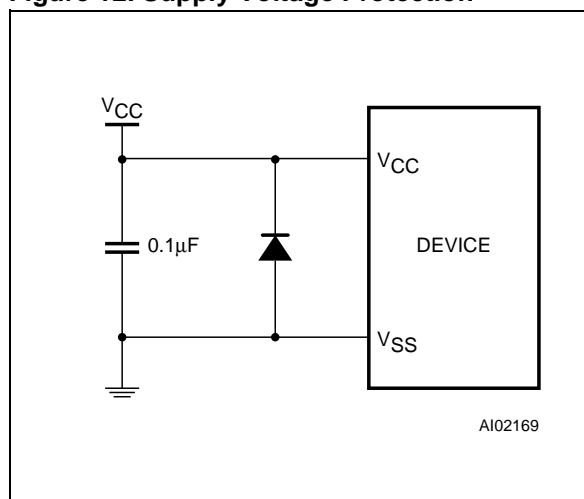 Figure 12. Supply Voltage Protection
VCC
VCC
0.1μF
DEVICE
VSS
AI02169